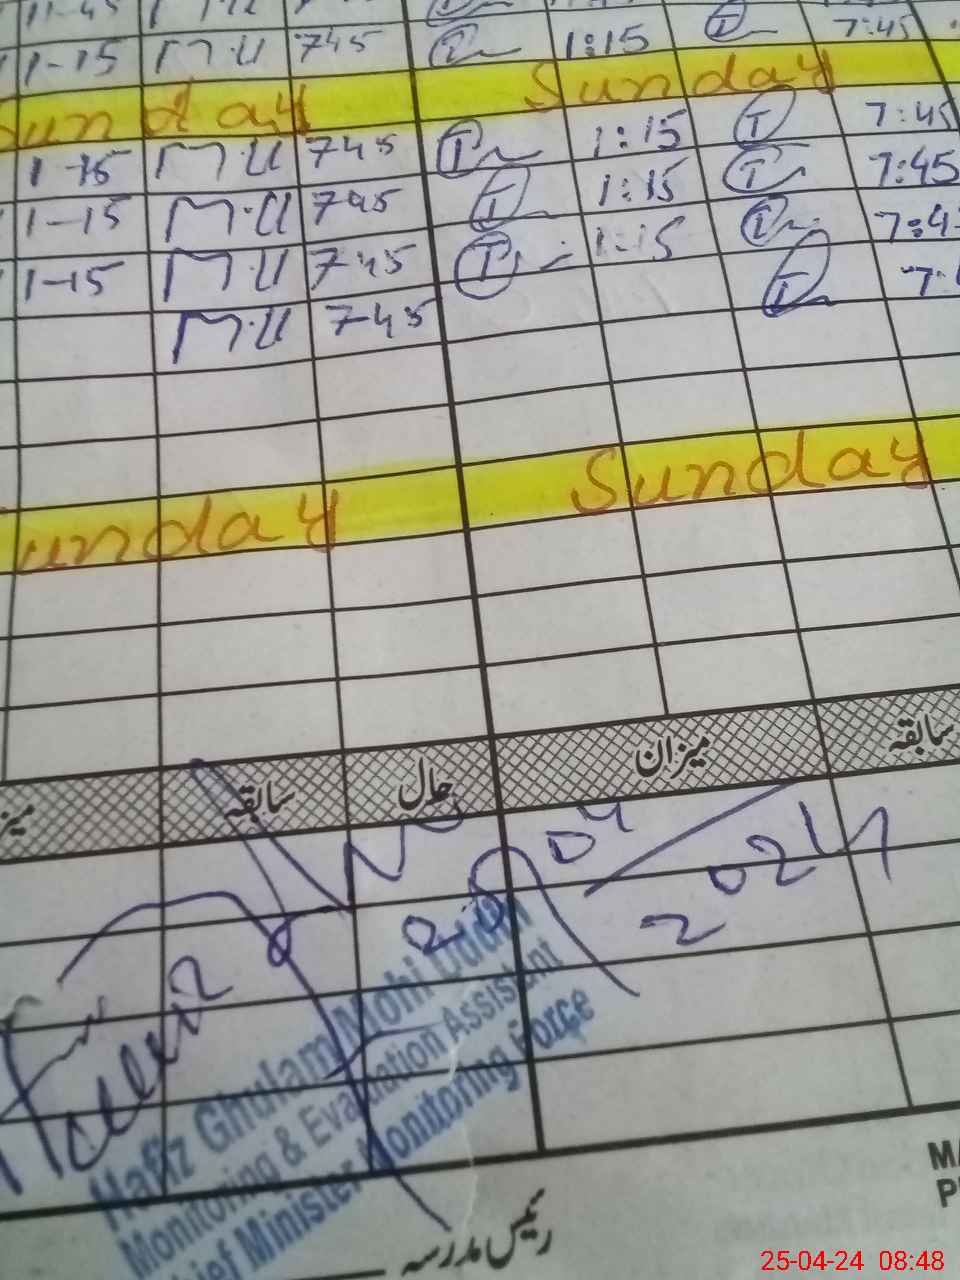 1-15 M.U 745 1:15 7:45
Sunday Sunday
1-15 M.U 745 T 1:15 T 7:45
1-15 M.U 745 T 1:15 T 7:45
1-15 M.U 745 T 1:15 T
M.U 745 T
Sunday Sunday
سابقہ حال میزان سابقہ
04
2024
Hafiz Ghulam Mohi Uddin
Monitoring & Evaluation Assistant
Chief Minister Monitoring Force
رئیس مدرسہ
25-04-24 08:48